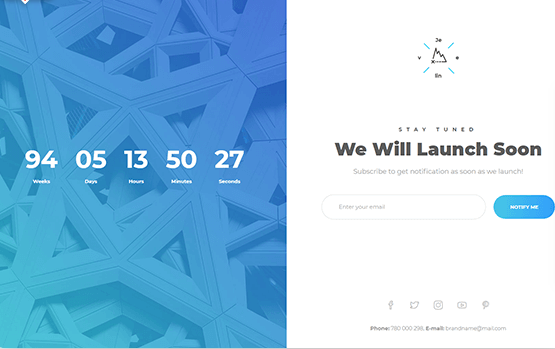 94 05 13 50 27
Weeks Days Hours Minutes Seconds
Je
v e
lin
STAY TUNED
We Will Launch Soon
Subscribe to get notification as soon as we launch!
Enter your email
NOTIFY ME
Phone: 780 000 298, E-mail: brandname@mail.com